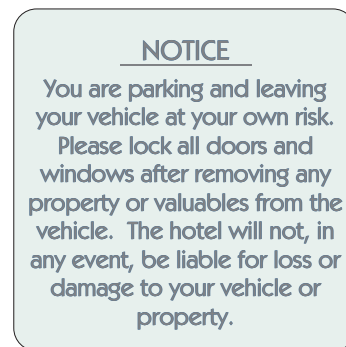 NOTICE
You are parking and leaving
your vehicle at your own risk.
Please lock all doors and
windows after removing any
property or valuables from the
vehicle.  The hotel will not, in
any event, be liable for loss or
damage to your vehicle or
property.